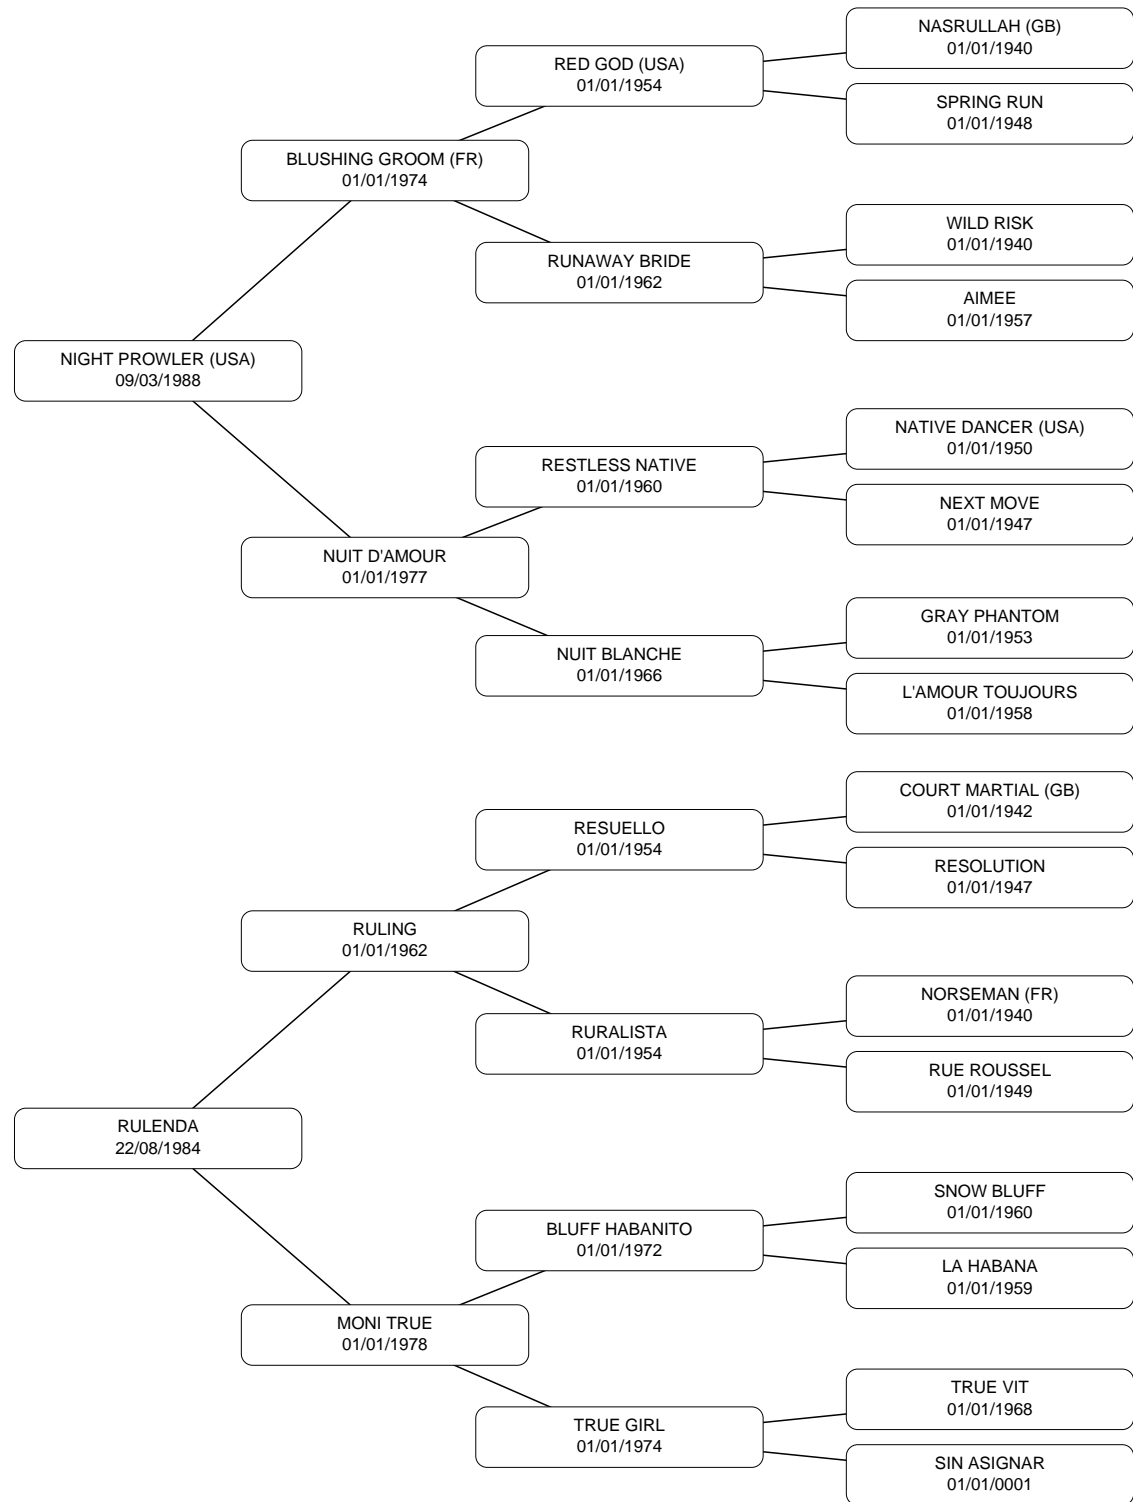 NASRULLAH (GB)
01/01/1940
RED GOD (USA)
01/01/1954
SPRING RUN
01/01/1948
BLUSHING GROOM (FR)
01/01/1974
WILD RISK
01/01/1940
RUNAWAY BRIDE
01/01/1962
AIMEE
01/01/1957
NIGHT PROWLER (USA)
09/03/1988
NATIVE DANCER (USA)
01/01/1950
RESTLESS NATIVE
01/01/1960
NEXT MOVE
01/01/1947
NUIT D'AMOUR
01/01/1977
GRAY PHANTOM
01/01/1953
NUIT BLANCHE
01/01/1966
L'AMOUR TOUJOURS
01/01/1958
COURT MARTIAL (GB)
01/01/1942
RESUELLO
01/01/1954
RESOLUTION
01/01/1947
RULING
01/01/1962
NORSEMAN (FR)
01/01/1940
RURALISTA
01/01/1954
RUE ROUSSEL
01/01/1949
RULENDA
22/08/1984
SNOW BLUFF
01/01/1960
BLUFF HABANITO
01/01/1972
LA HABANA
01/01/1959
MONI TRUE
01/01/1978
TRUE VIT
01/01/1968
TRUE GIRL
01/01/1974
SIN ASIGNAR
01/01/0001